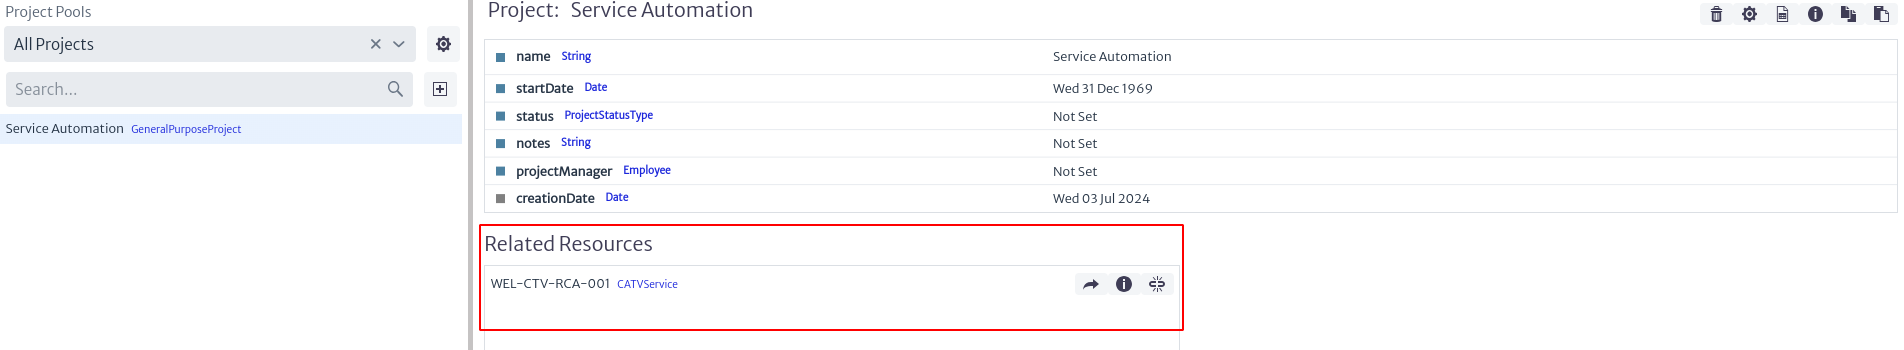 Project Pools
All Projects
Search...
Service Automation GeneralPurposeProject
Project: Service Automation
name String Service Automation
startDate Date Wed 31 Dec 1969
status ProjectStatusType Not Set
notes String Not Set
projectManager Employee Not Set
creationDate Date Wed 03 Jul 2024
Related Resources
WEL-CTV-RCA-001 CATVService